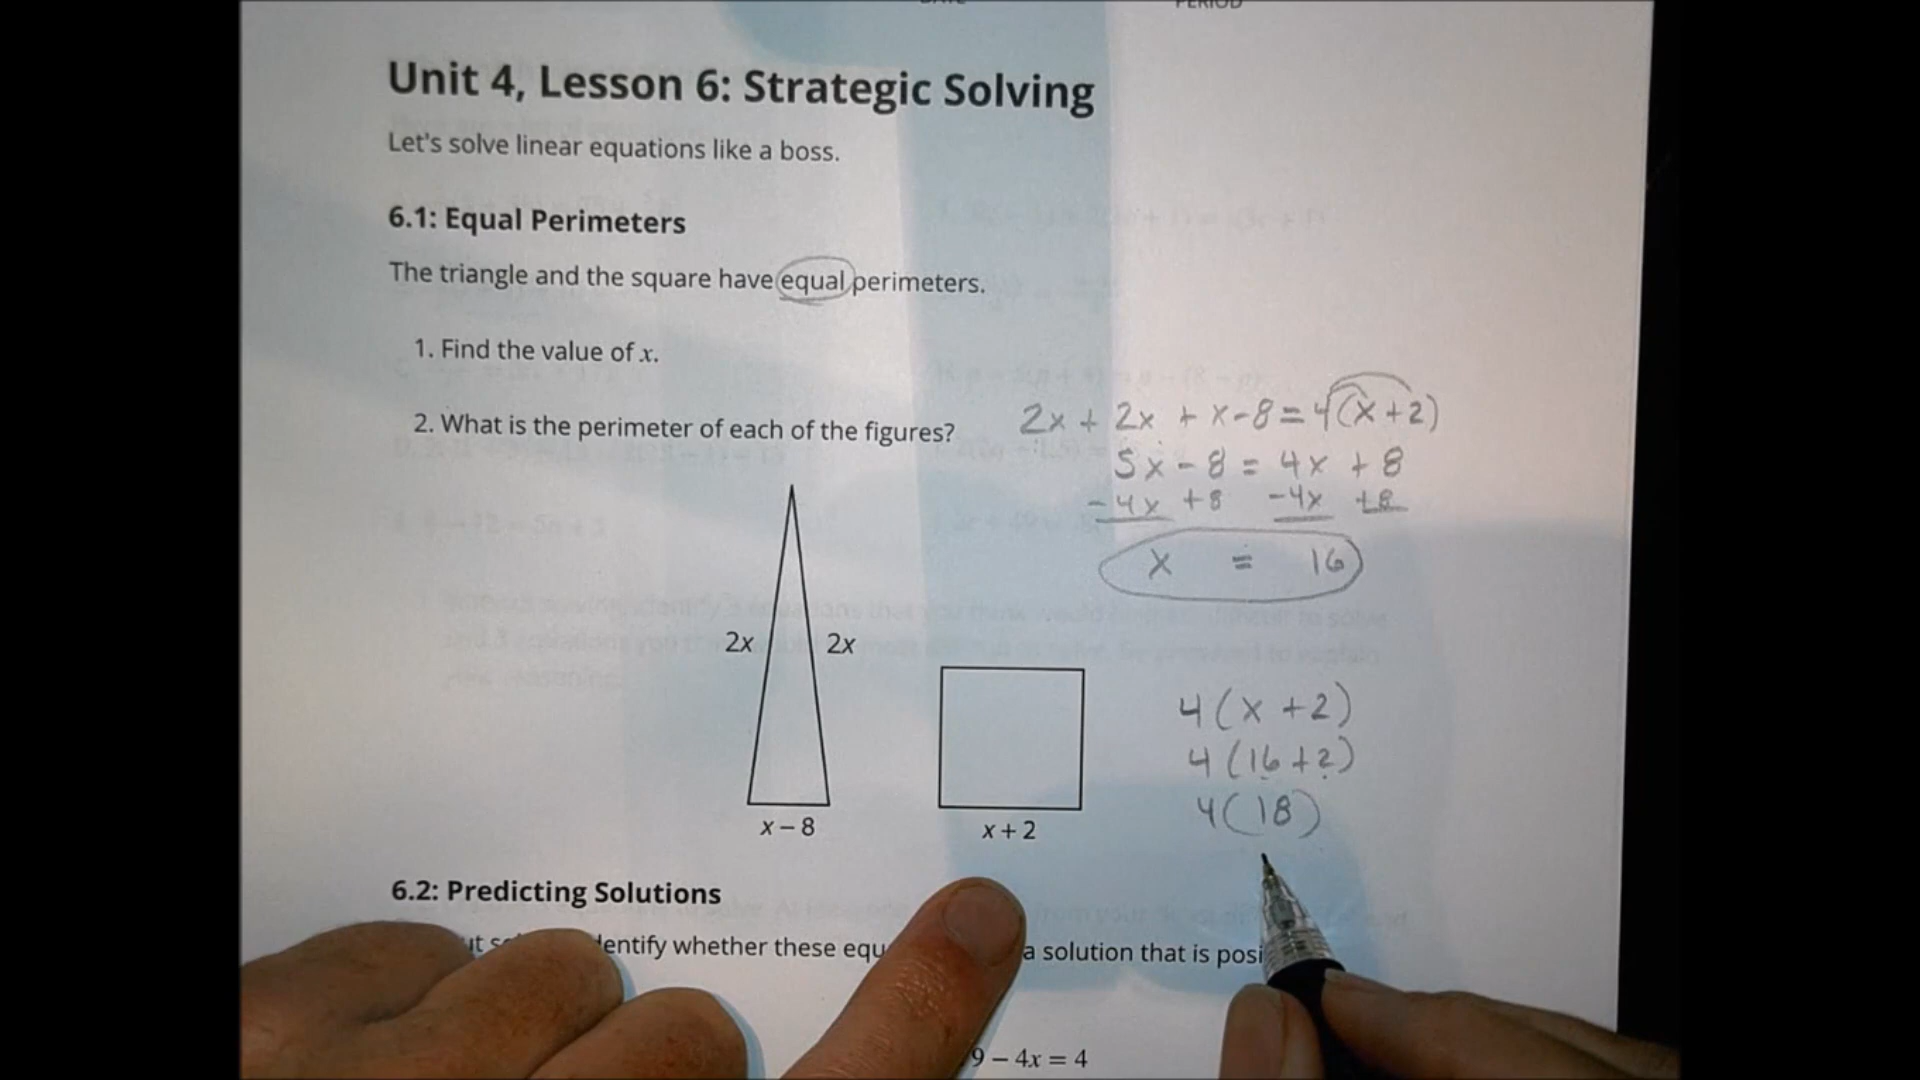 PERIOD
Unit 4, Lesson 6: Strategic Solving
Let's solve linear equations like a boss.
6.1: Equal Perimeters
The triangle and the square have equal perimeters.
1. Find the value of x.
2. What is the perimeter of each of the figures?
2x + 2x + x - 8 = 4(x + 2)
5x - 8 = 4x + 8
-4x +8 -4x +8
x = 16
2x 2x
4(x + 2)
4(16 + 2)
4(18)
x – 8
x + 2
6.2: Predicting Solutions
whether these a solution that is
9 – 4x = 4